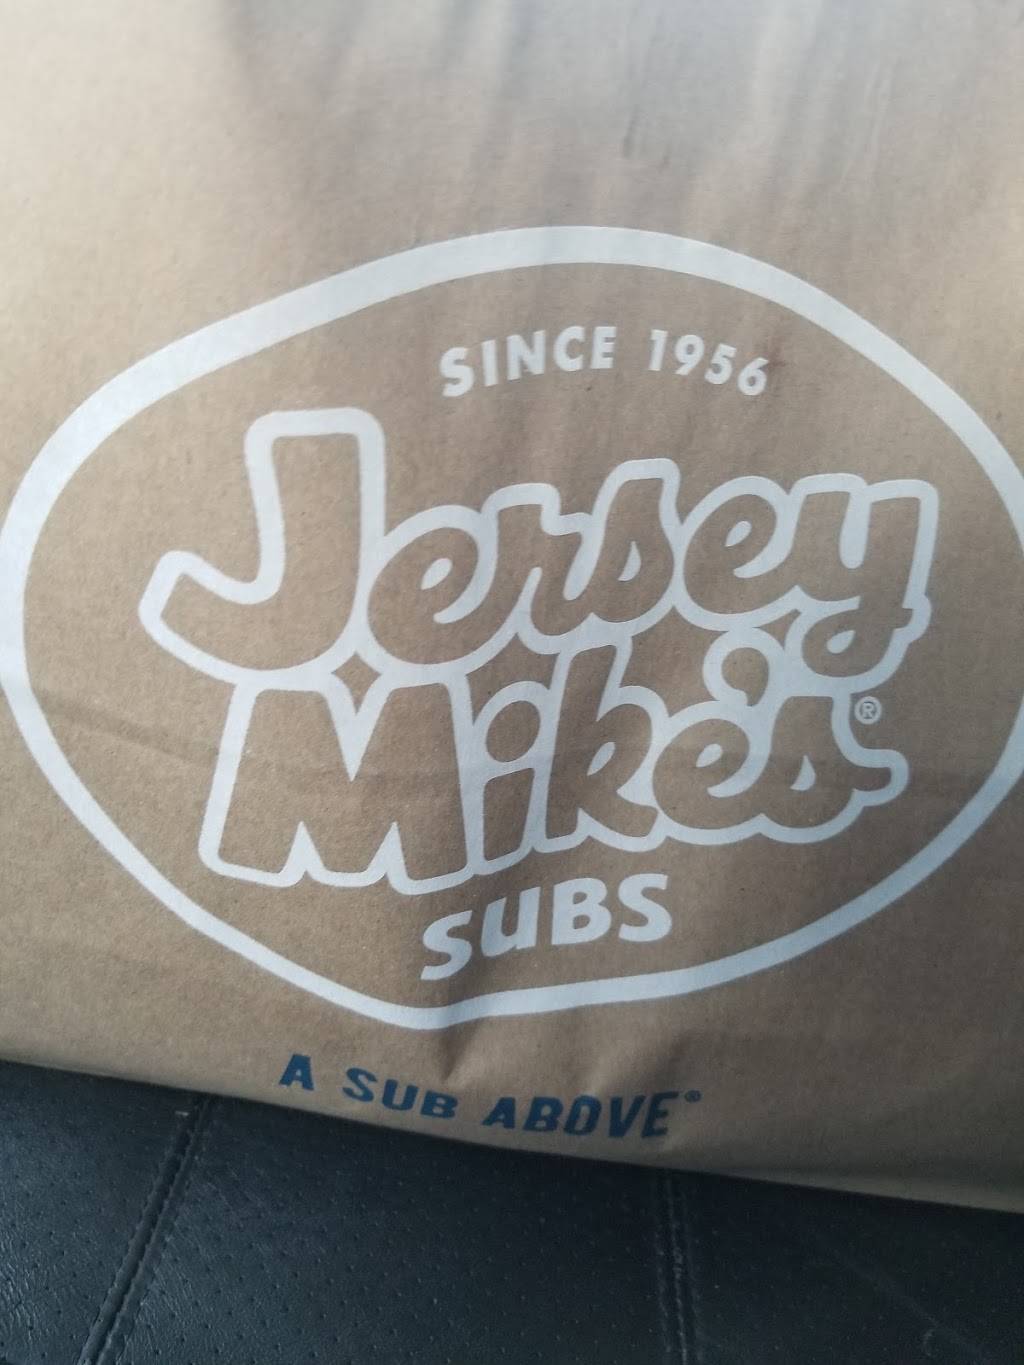 SINCE 1956
Jersey
Mike's®
SUBS
A SUB ABOVE®